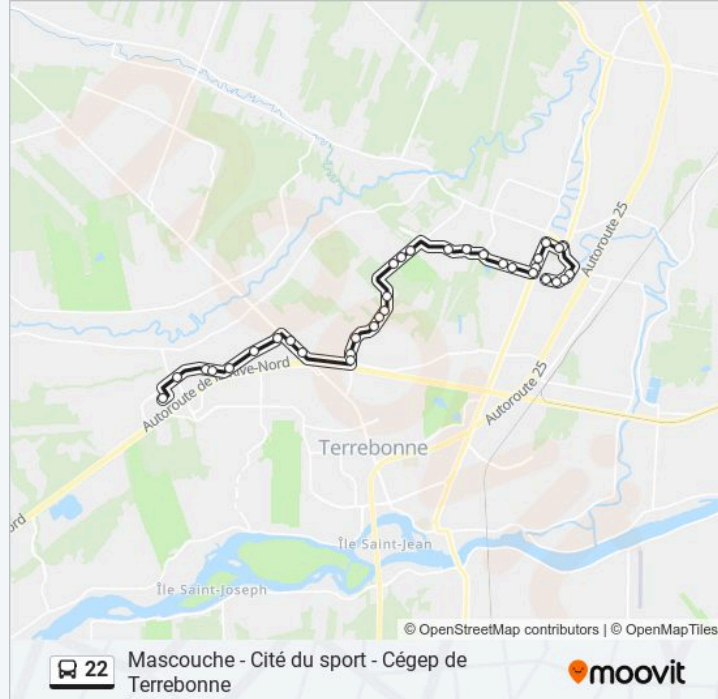 Autoroute 25
Autoroute de la Rive-Nord
Autoroute 25
Terrebonne
ord
Île Saint-Jean
Île Saint-Joseph
© OpenStreetMap contributors | © OpenMapTiles
22
Mascouche - Cité du sport - Cégep de
Terrebonne
moovit